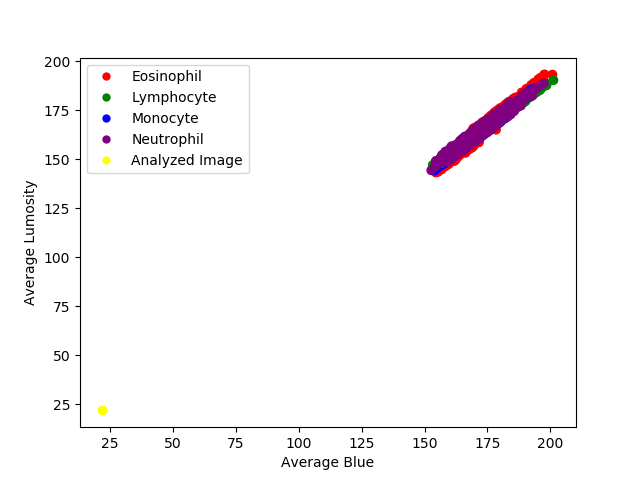 200
175
150
125
100
75
50
25
Average Lumosity
Eosinophil
Lymphocyte
Monocyte
Neutrophil
Analyzed Image
25 50 75 100 125 150 175 200
Average Blue